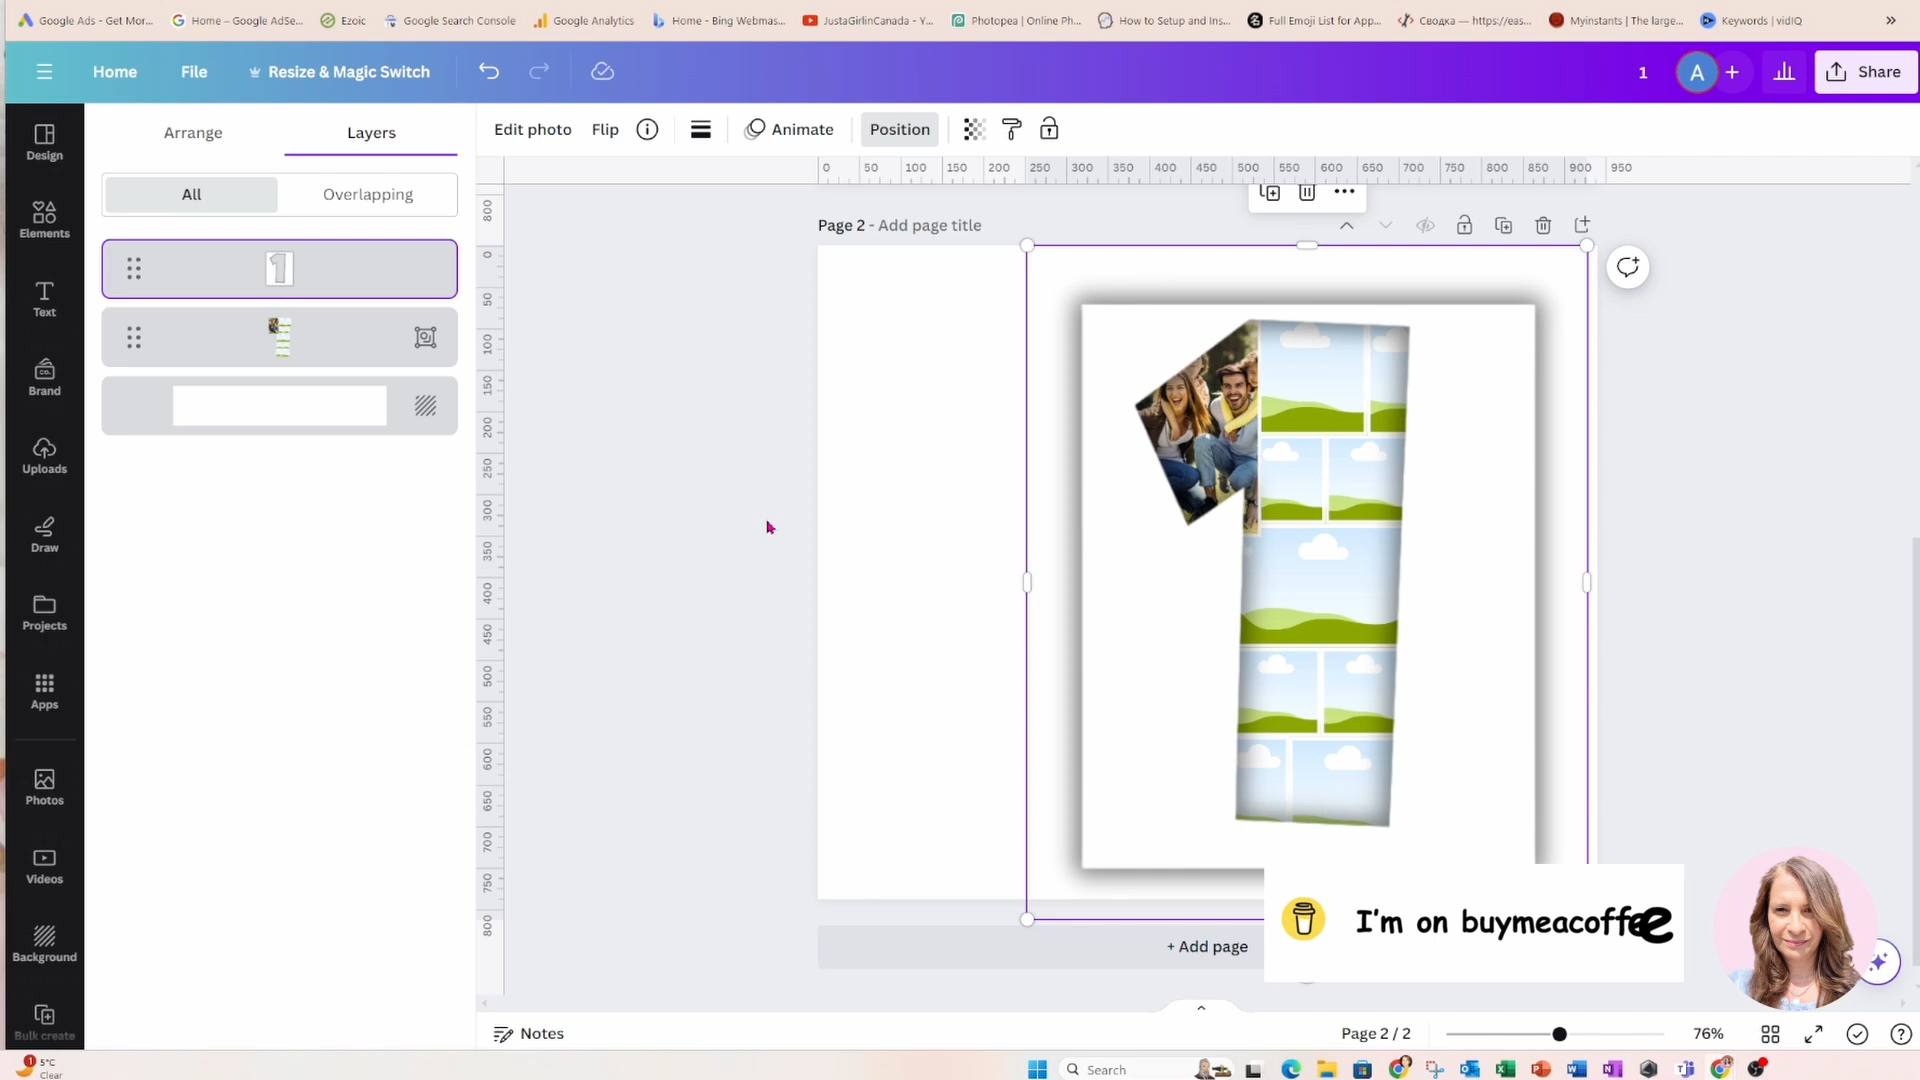 Google Ads - Get Mor...
Home – Google AdSe...
Ezoic
Google Search Console
Google Analytics
Home - Bing Webmas...
JustaGirlinCanada - Y...
Photopea | Online Ph...
How to Setup and Ins...
Full Emoji List for App...
Сводка — https://eas...
Myinstants | The large...
Keywords | vidIQ
»
Home
File
Resize & Magic Switch
1
A
Share
Arrange
Layers
Edit photo
Flip
Animate
Position
All
Overlapping
0 50 100 150 200 250 300 350 400 450 500 550 600 650 700 750 800 850 900 950
Page 2 - Add page title
Design
Elements
Text
Brand
Uploads
Draw
Projects
Apps
Photos
Videos
Background
Bulk create
800
0
50
100
150
200
250
300
350
400
450
500
550
600
650
700
750
800
I'm on buymeacoffee
+ Add page
Notes
Page 2 / 2
76%
1
5°C
Clear
Search